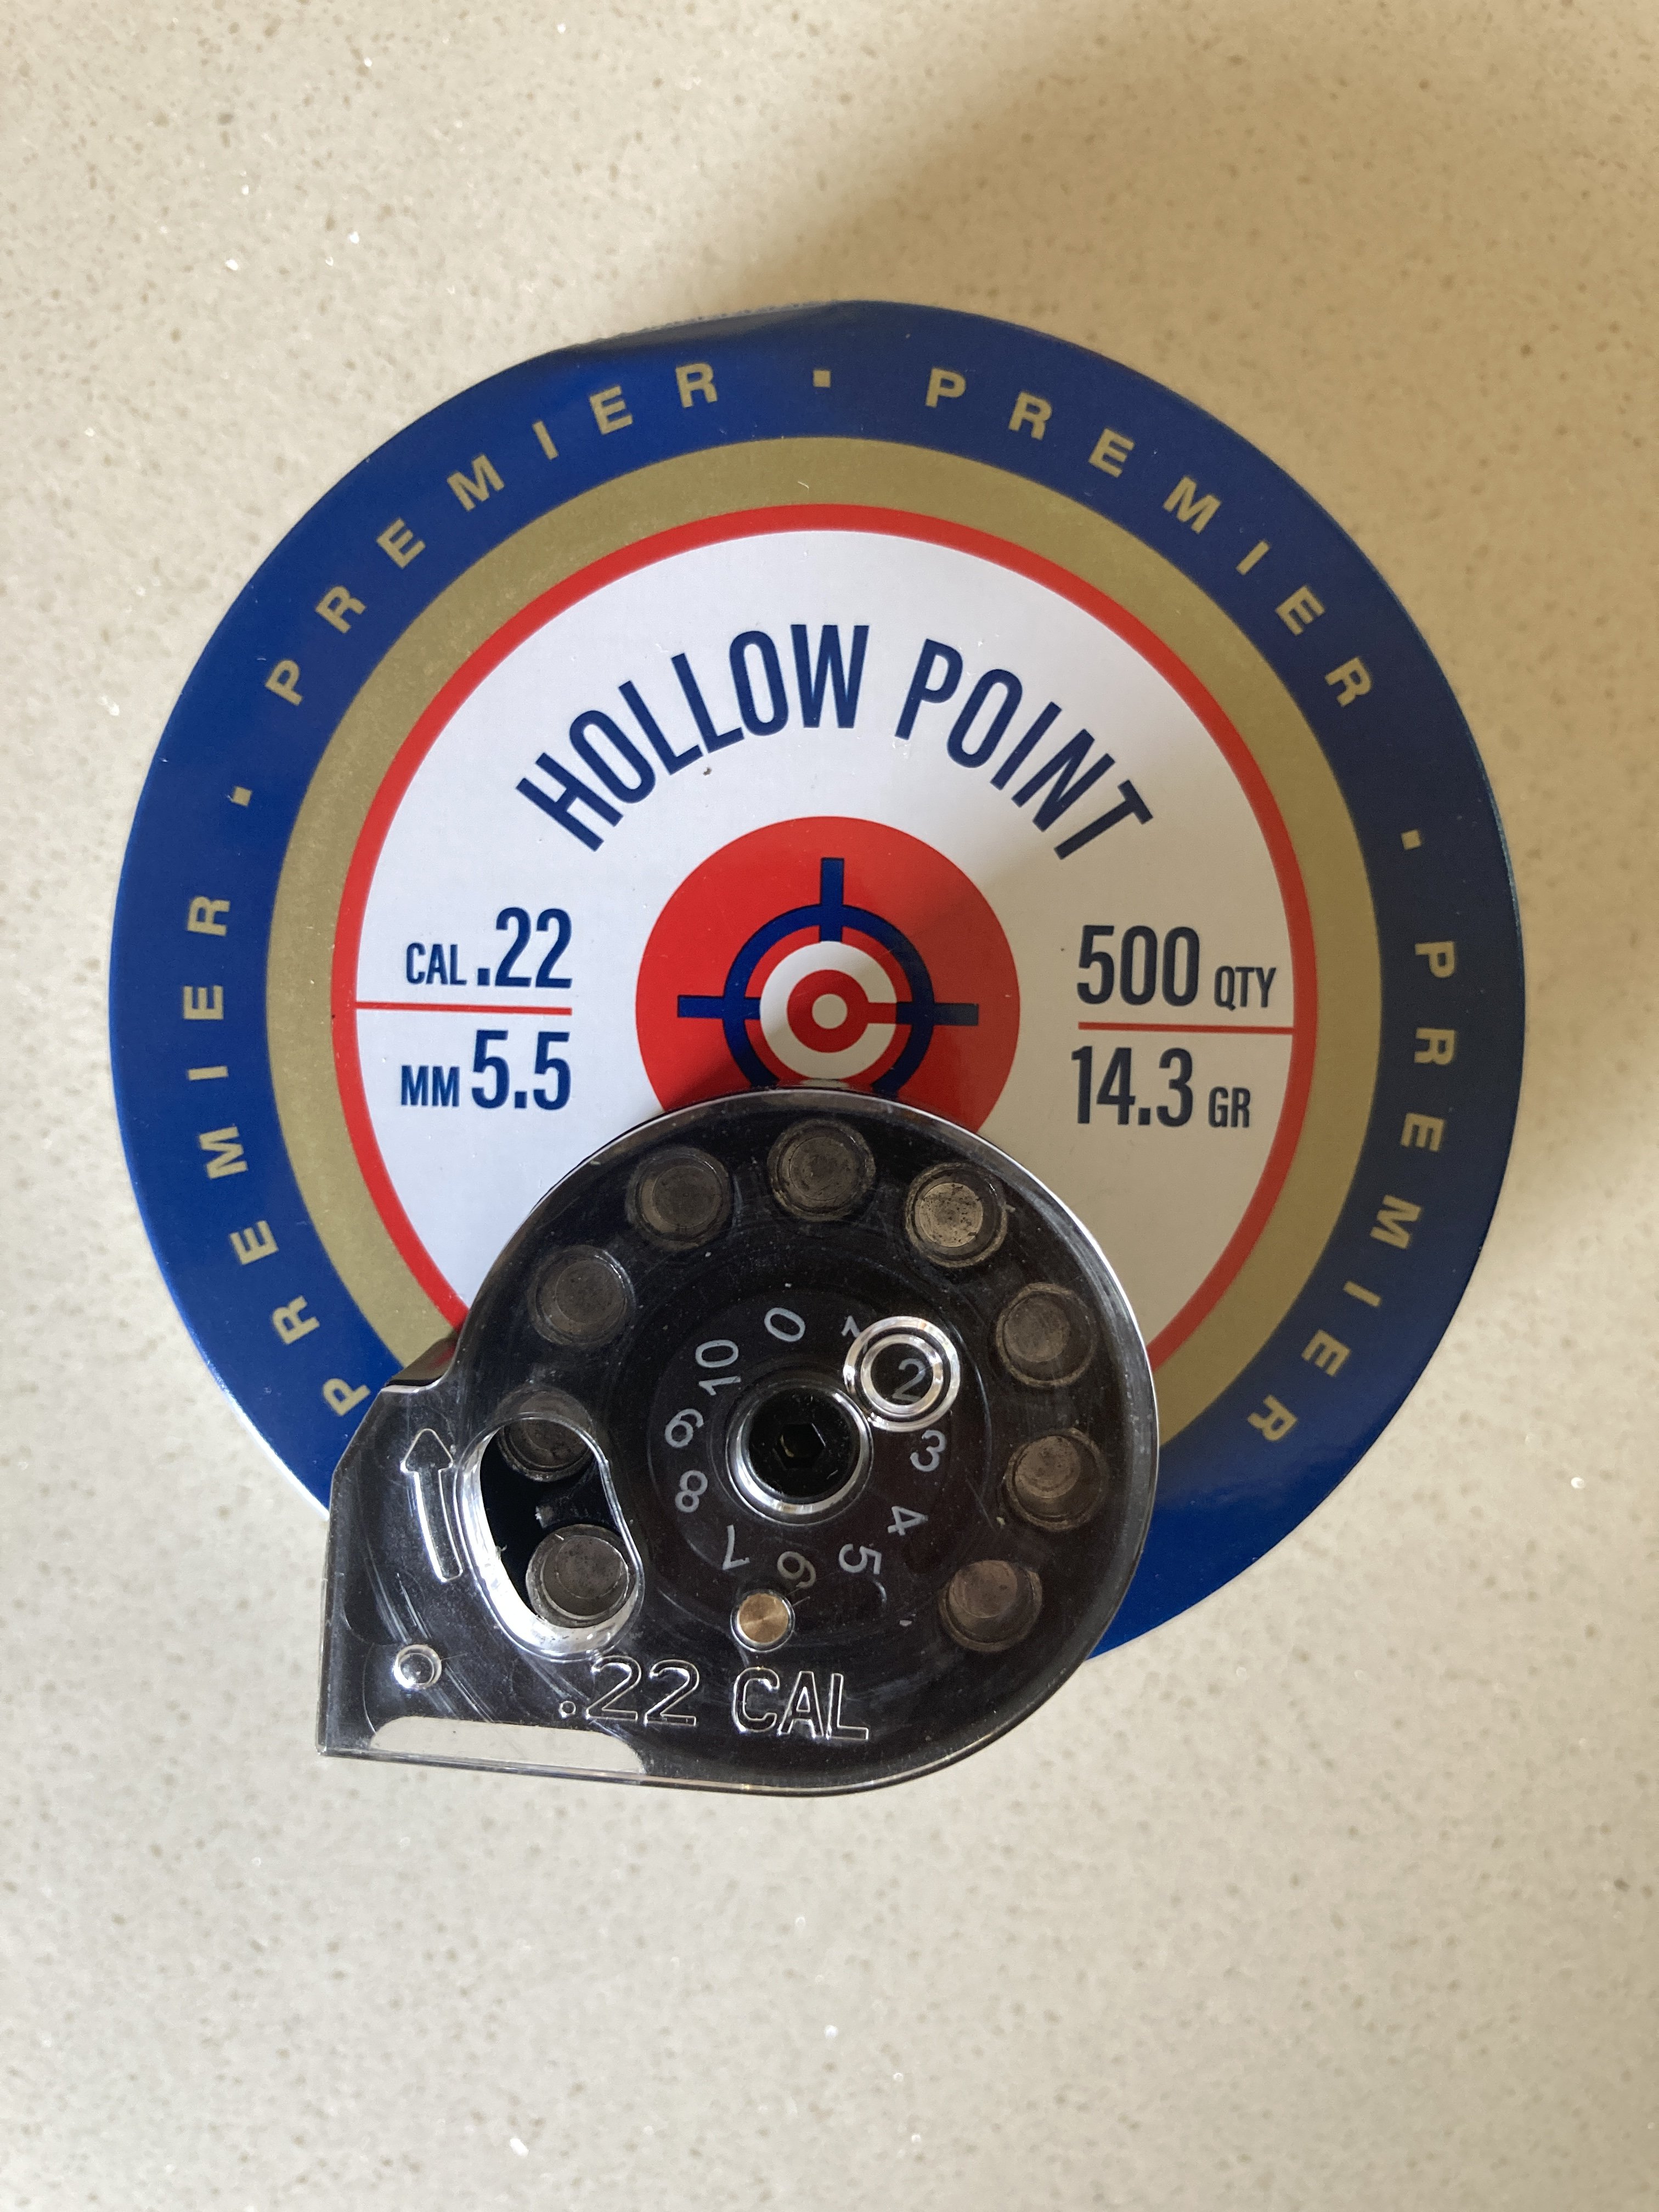 PREMIER · PREMIER · PREMIER · PREMIER ·
HOLLOW POINT
CAL .22
MM 5.5
500 QTY
14.3 GR
0 1 2 3 4 5 6 7 8 9 10
.22 CAL